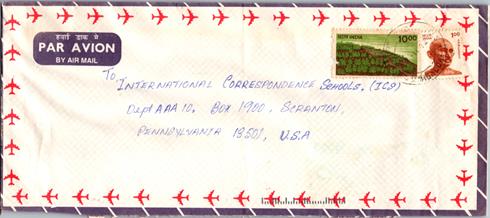 हवाई डाक से
PAR AVION
BY AIR MAIL
भारत INDIA
10.00
1.00
To
INTERNATIONAL CORRESPONDENCE SCHOOLS. (ICS)
Dept AAA 10. BOX 1900, SCRANTON,
PENNSYLVANIA 18501, U.S.A